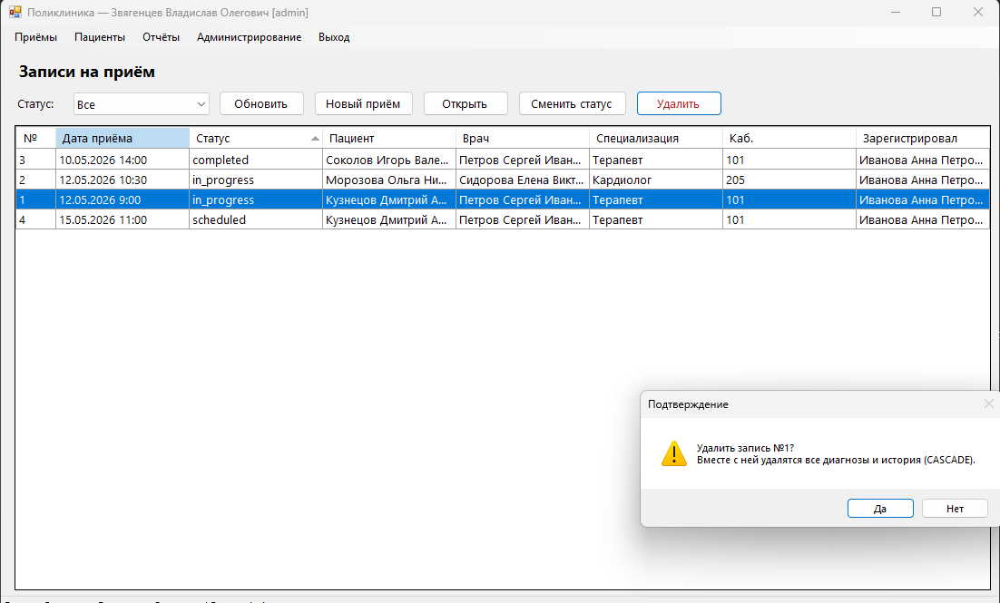 Поликлиника — Звягенцев Владислав Олегович [admin]
Приёмы Пациенты Отчёты Администрирование Выход
Записи на приём
Статус: Все Обновить Новый приём Открыть Сменить статус Удалить
№ Дата приёма Статус Пациент Врач Специализация Каб. Зарегистрировал
3 10.05.2026 14:00 completed Соколов Игорь Вале... Петров Сергей Иван... Терапевт 101 Иванова Анна Петро...
2 12.05.2026 10:30 in_progress Морозова Ольга Ни... Сидорова Елена Викт... Кардиолог 205 Иванова Анна Петро...
1 12.05.2026 9:00 in_progress Кузнецов Дмитрий А... Петров Сергей Иван... Терапевт 101 Иванова Анна Петро...
4 15.05.2026 11:00 scheduled Кузнецов Дмитрий А... Петров Сергей Иван... Терапевт 101 Иванова Анна Петро...
Подтверждение
Удалить запись №1?
Вместе с ней удалятся все диагнозы и история (CASCADE).
Да Нет